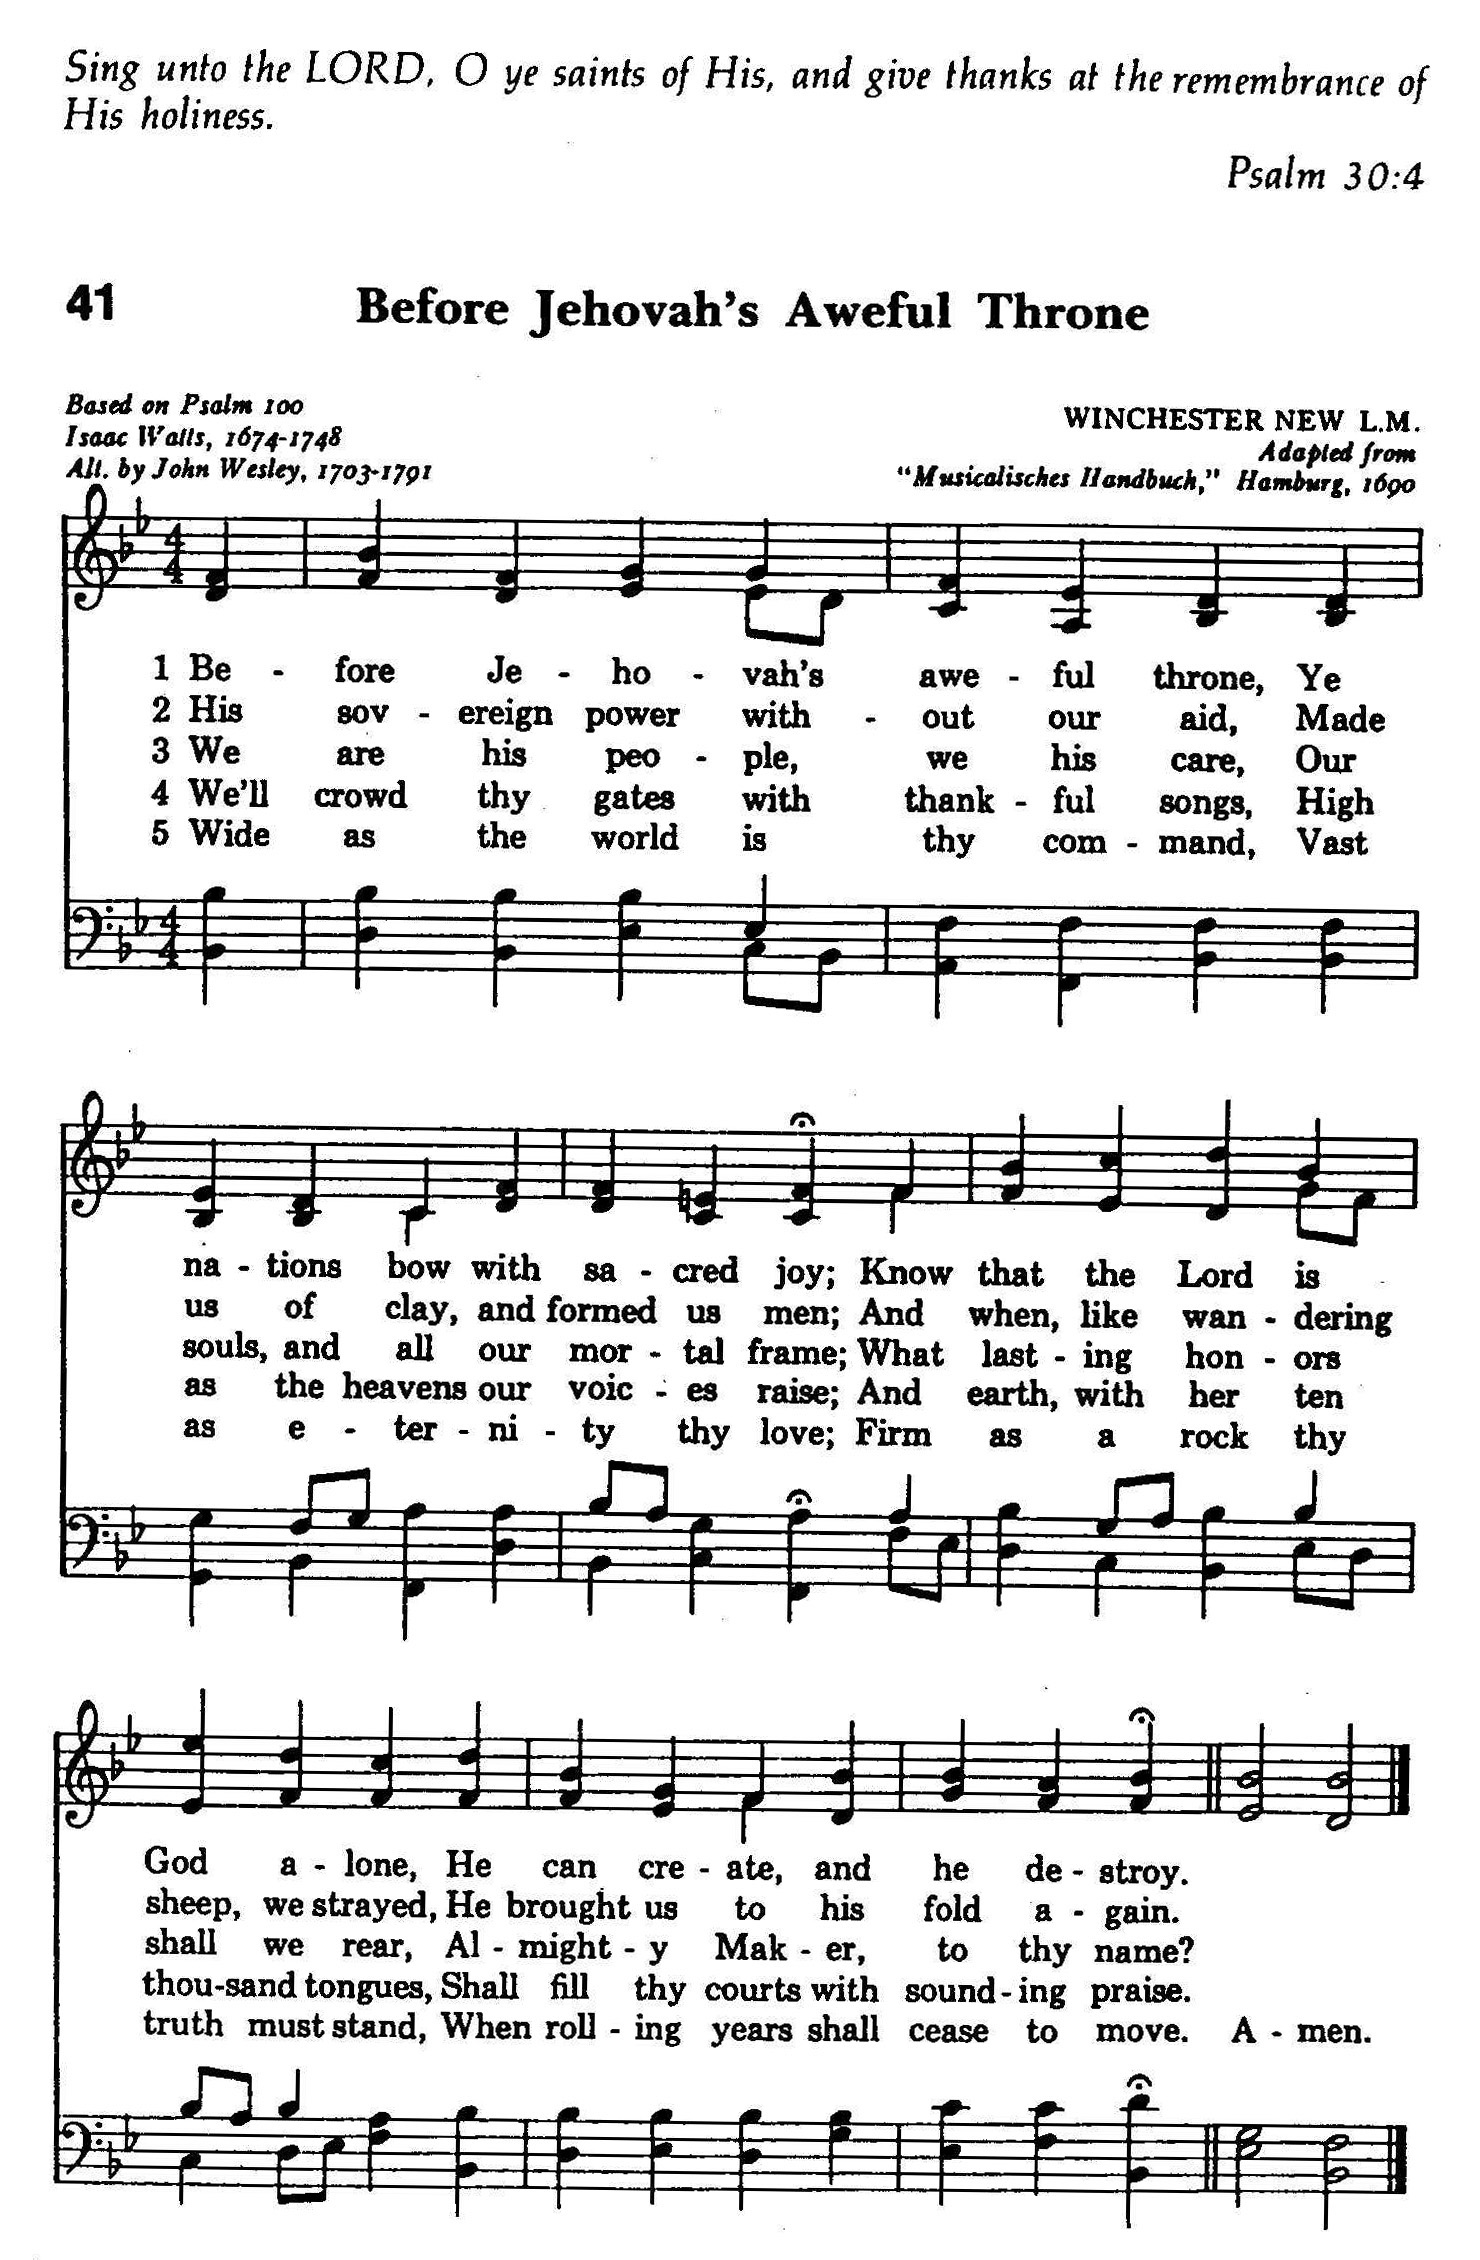 Sing unto the LORD, O ye saints of His, and give thanks at the remembrance of
His holiness.
Psalm 30:4
41 Before Jehovah's Aweful Throne
Based on Psalm 100
Isaac Watts, 1674-1748
Alt. by John Wesley, 1703-1791
WINCHESTER NEW L.M.
Adapted from
"Musicalisches Handbuch," Hamburg, 1690
4
4
1 Be - fore Je - ho - vah's awe - ful throne, Ye
2 His sov - ereign power with - out our aid, Made
3 We are his peo - ple, we his care, Our
4 We'll crowd thy gates with thank - ful songs, High
5 Wide as the world is thy com - mand, Vast
4
4
na - tions bow with sa - cred joy; Know that the Lord is
us of clay, and formed us men; And when, like wan - dering
souls, and all our mor - tal frame; What last - ing hon - ors
as the heavens our voic - es raise; And earth, with her ten
as e - ter - ni - ty thy love; Firm as a rock thy
God a - lone, He can cre - ate, and he de - stroy.
sheep, we strayed, He brought us to his fold a - gain.
shall we rear, Al - might - y Mak - er, to thy name?
thou-sand tongues, Shall fill thy courts with sound - ing praise.
truth must stand, When roll - ing years shall cease to move. A - men.